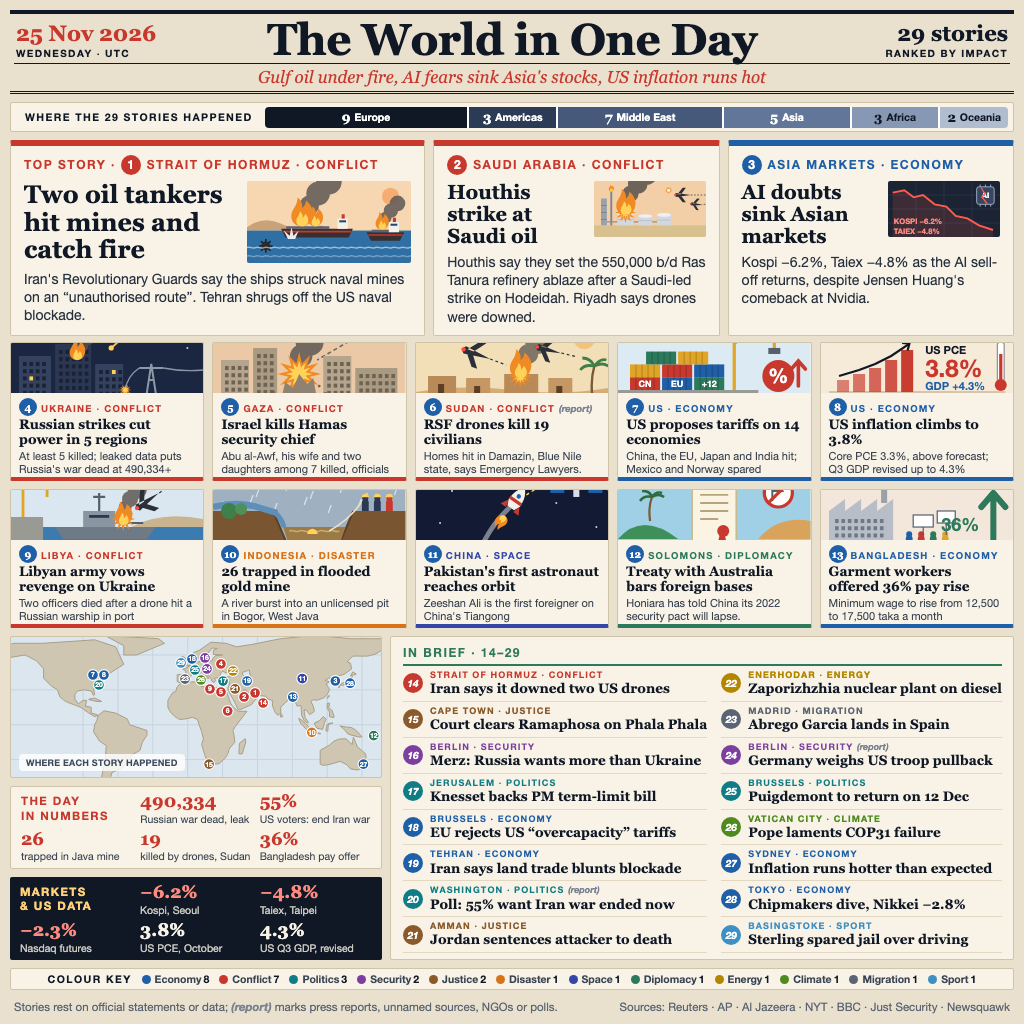 25 Nov 2026
WEDNESDAY · UTC
The World in One Day
29 stories
RANKED BY IMPACT
Gulf oil under fire, AI fears sink Asia's stocks, US inflation runs hot
WHERE THE 29 STORIES HAPPENED
9 Europe
3 Americas
7 Middle East
5 Asia
3 Africa
2 Oceania
TOP STORY · 1 STRAIT OF HORMUZ · CONFLICT
Two oil tankers
hit mines and
catch fire
Iran's Revolutionary Guards say the ships struck naval mines
on an “unauthorised route”. Tehran shrugs off the US naval
blockade.
2 SAUDI ARABIA · CONFLICT
Houthis
strike at
Saudi oil
Houthis say they set the 550,000 b/d Ras
Tanura refinery ablaze after a Saudi-led
strike on Hodeidah. Riyadh says drones
were downed.
3 ASIA MARKETS · ECONOMY
AI doubts
sink Asian
markets
AI
KOSPI −6.2%
TAIEX −4.8%
Kospi −6.2%, Taiex −4.8% as the AI sell-
off returns, despite Jensen Huang's
comeback at Nvidia.
4 UKRAINE · CONFLICT
Russian strikes cut
power in 5 regions
At least 5 killed; leaked data puts
Russia's war dead at 490,334+
5 GAZA · CONFLICT
Israel kills Hamas
security chief
Abu al-Awf, his wife and two
daughters among 7 killed, officials
6 SUDAN · CONFLICT (report)
RSF drones kill 19
civilians
Homes hit in Damazin, Blue Nile
state, says Emergency Lawyers.
CN EU +12
%
7 US · ECONOMY
US proposes tariffs on 14
economies
China, the EU, Japan and India hit;
Mexico and Norway spared
US PCE
3.8%
GDP +4.3%
8 US · ECONOMY
US inflation climbs to
3.8%
Core PCE 3.3%, above forecast;
Q3 GDP revised up to 4.3%
9 LIBYA · CONFLICT
Libyan army vows
revenge on Ukraine
Two officers died after a drone hit a
Russian warship in port
10 INDONESIA · DISASTER
26 trapped in flooded
gold mine
A river burst into an unlicensed pit
in Bogor, West Java
11 CHINA · SPACE
Pakistan's first astronaut
reaches orbit
Zeeshan Ali is the first foreigner on
China's Tiangong
12 SOLOMONS · DIPLOMACY
Treaty with Australia
bars foreign bases
Honiara has told China its 2022
security pact will lapse.
36%
13 BANGLADESH · ECONOMY
Garment workers
offered 36% pay rise
Minimum wage to rise from 12,500
to 17,500 taka a month
WHERE EACH STORY HAPPENED
THE DAY
IN NUMBERS
490,334
Russian war dead, leak
55%
US voters: end Iran war
26
trapped in Java mine
19
killed by drones, Sudan
36%
Bangladesh pay offer
MARKETS
& US DATA
−6.2%
Kospi, Seoul
−4.8%
Taiex, Taipei
−2.3%
Nasdaq futures
3.8%
US PCE, October
4.3%
US Q3 GDP, revised
IN BRIEF · 14–29
14 STRAIT OF HORMUZ · CONFLICT
Iran says it downed two US drones
15 CAPE TOWN · JUSTICE
Court clears Ramaphosa on Phala Phala
16 BERLIN · SECURITY
Merz: Russia wants more than Ukraine
17 JERUSALEM · POLITICS
Knesset backs PM term-limit bill
18 BRUSSELS · ECONOMY
EU rejects US “overcapacity” tariffs
19 TEHRAN · ECONOMY
Iran says land trade blunts blockade
20 WASHINGTON · POLITICS (report)
Poll: 55% want Iran war ended now
21 AMMAN · JUSTICE
Jordan sentences attacker to death
22 ENERHODAR · ENERGY
Zaporizhzhia nuclear plant on diesel
23 MADRID · MIGRATION
Abrego Garcia lands in Spain
24 BERLIN · SECURITY (report)
Germany weighs US troop pullback
25 BRUSSELS · POLITICS
Puigdemont to return on 12 Dec
26 VATICAN CITY · CLIMATE
Pope laments COP31 failure
27 SYDNEY · ECONOMY
Inflation runs hotter than expected
28 TOKYO · ECONOMY
Chipmakers dive, Nikkei −2.8%
29 BASINGSTOKE · SPORT
Sterling spared jail over driving
COLOUR KEY
Economy 8
Conflict 7
Politics 3
Security 2
Justice 2
Disaster 1
Space 1
Diplomacy 1
Energy 1
Climate 1
Migration 1
Sport 1
Stories rest on official statements or data; (report) marks press reports, unnamed sources, NGOs or polls.
Sources: Reuters · AP · Al Jazeera · NYT · BBC · Just Security · Newsquawk